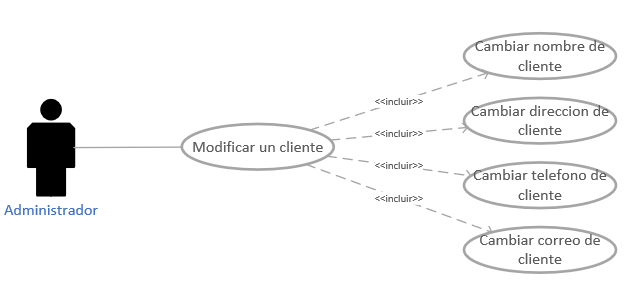 Cambiar nombre de
cliente
<<incluir>>
Cambiar direccion de
cliente
<<incluir>>
Modificar un cliente
<<incluir>>
Cambiar telefono de
cliente
<<incluir>>
Administrador
Cambiar correo de
cliente